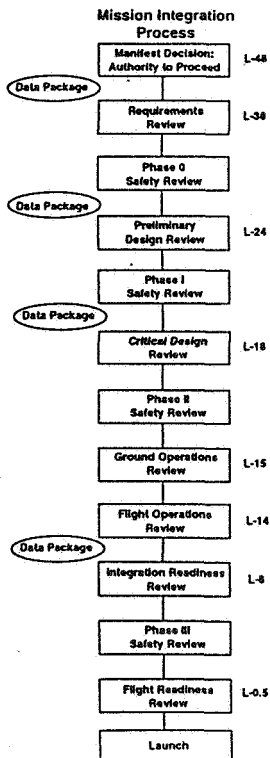 Mission Integration
Process
Manifest Decision:
Authority to Proceed
L-48
Data Package
Requirements
Review
L-36
Phase 0
Safety Review
Data Package
Preliminary
Design Review
L-24
Phase I
Safety Review
Data Package
Critical Design
Review
L-18
Phase II
Safety Review
Ground Operations
Review
L-15
Flight Operations
Review
L-14
Data Package
Integration Readiness
Review
L-6
Phase III
Safety Review
Flight Readiness
Review
L-0.5
Launch